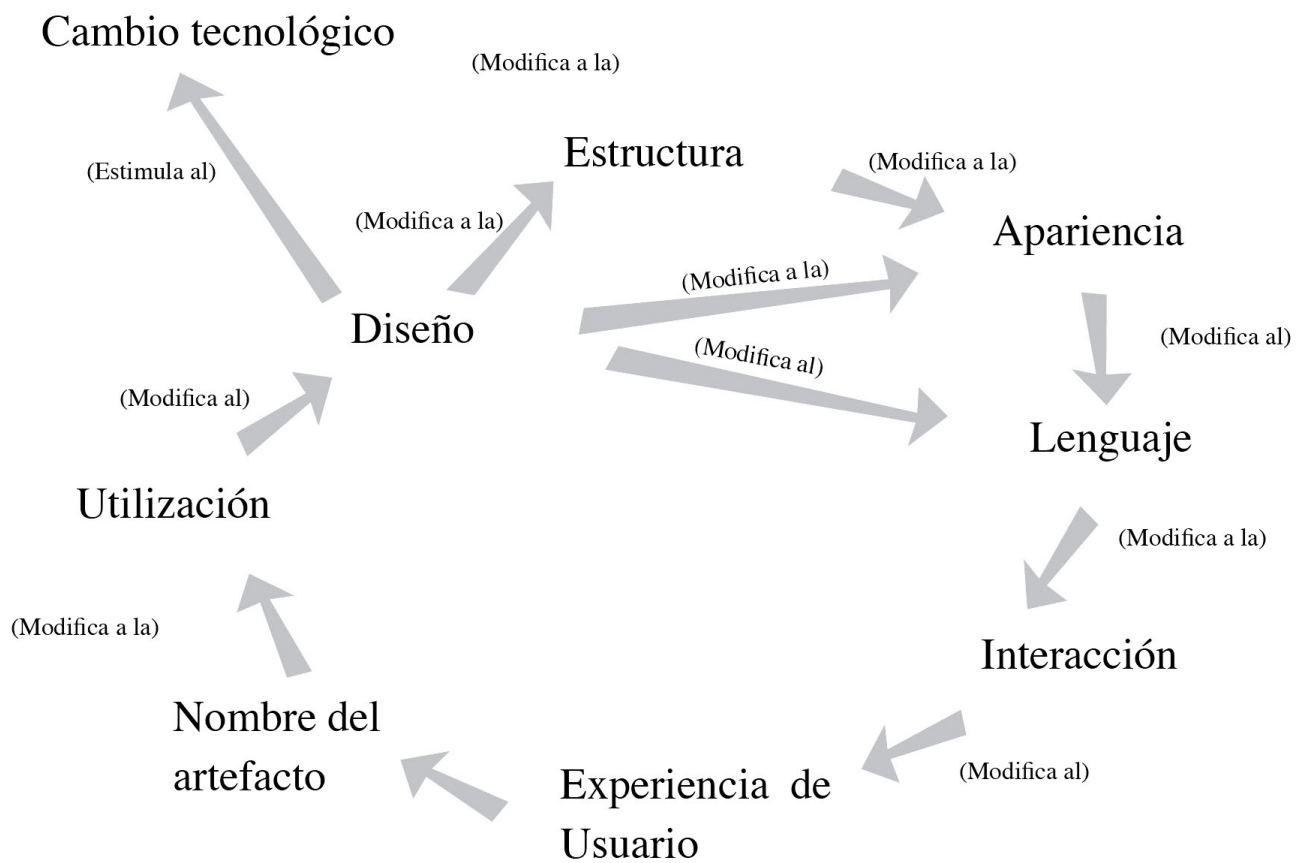 Cambio tecnológico
(Modifica a la)
Estructura
(Modifica a la)
(Estimula al)
(Modifica a la)
Apariencia
(Modifica a la)
Diseño
(Modifica al)
(Modifica al)
(Modifica al)
Lenguaje
Utilización
(Modifica a la)
(Modifica a la)
Interacción
Nombre del
artefacto
(Modifica al)
Experiencia de
Usuario